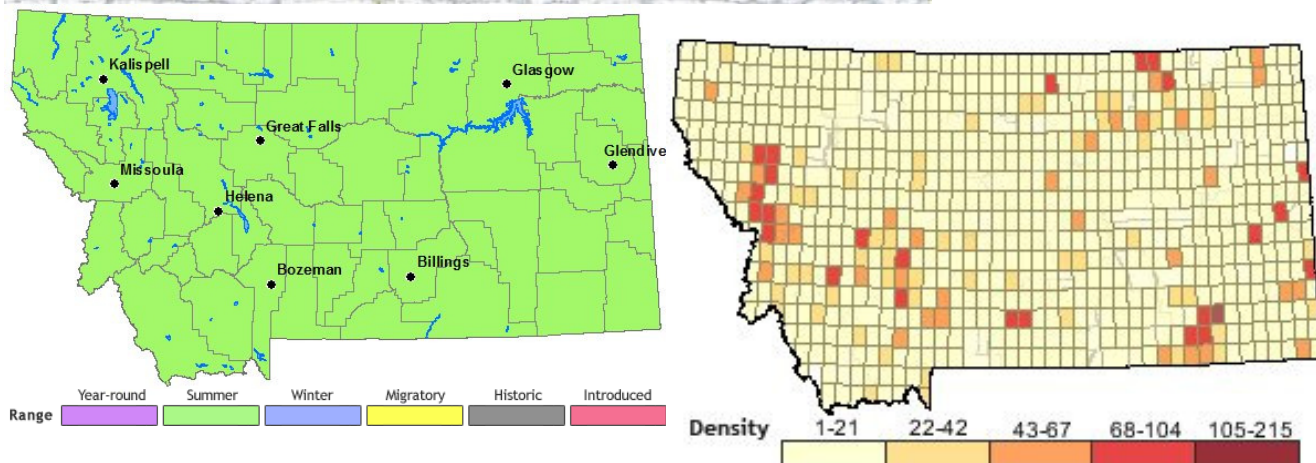 Kalispell
Glasgow
Great Falls
Glendive
Missoula
Helena
Bozeman
Billings
Year-round Summer Winter Migratory Historic Introduced
Range
Density 1-21 22-42 43-67 68-104 105-215